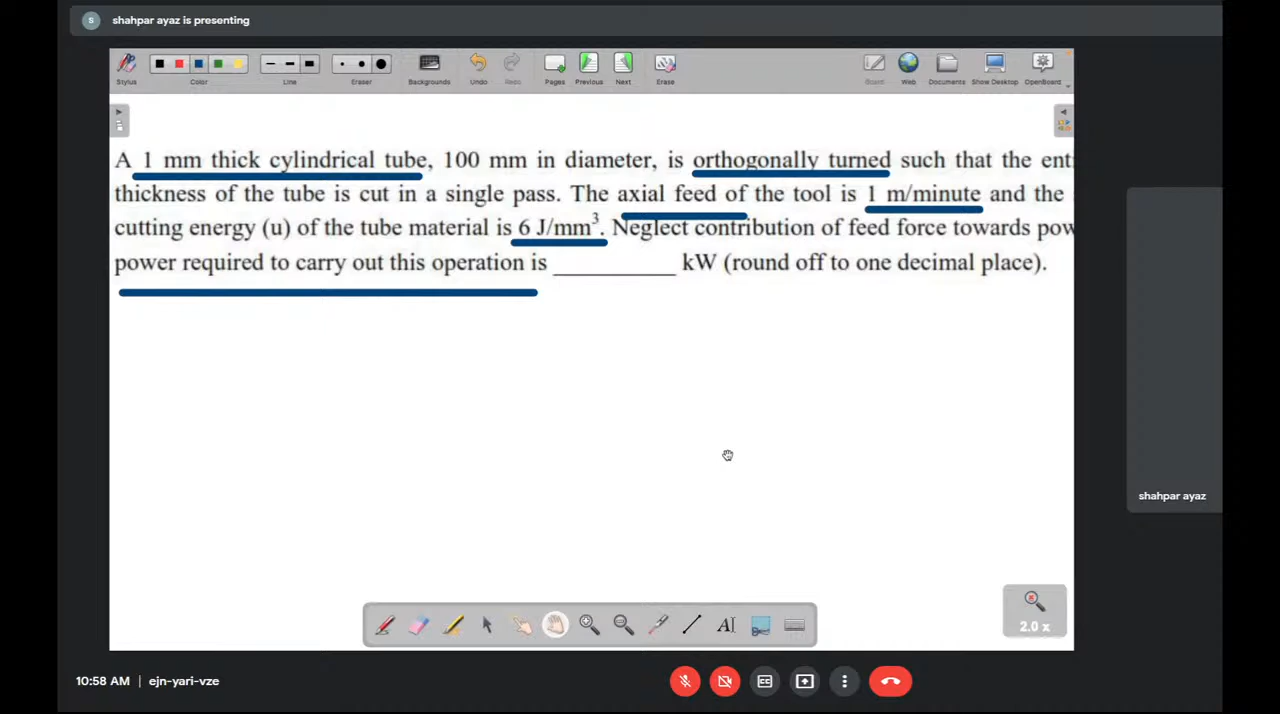 S shahpar ayaz is presenting
Stylus Color Line Eraser Backgrounds Undo Redo Pages Previous Next Erase Board Web Documents Show Desktop OpenBoard
A 1 mm thick cylindrical tube, 100 mm in diameter, is orthogonally turned such that the ent
thickness of the tube is cut in a single pass. The axial feed of the tool is 1 m/minute and the
cutting energy (u) of the tube material is 6 J/mm³. Neglect contribution of feed force towards pow
power required to carry out this operation is __________ kW (round off to one decimal place).
shahpar ayaz
AI
2.0 x
10:58 AM | ejn-yari-vze